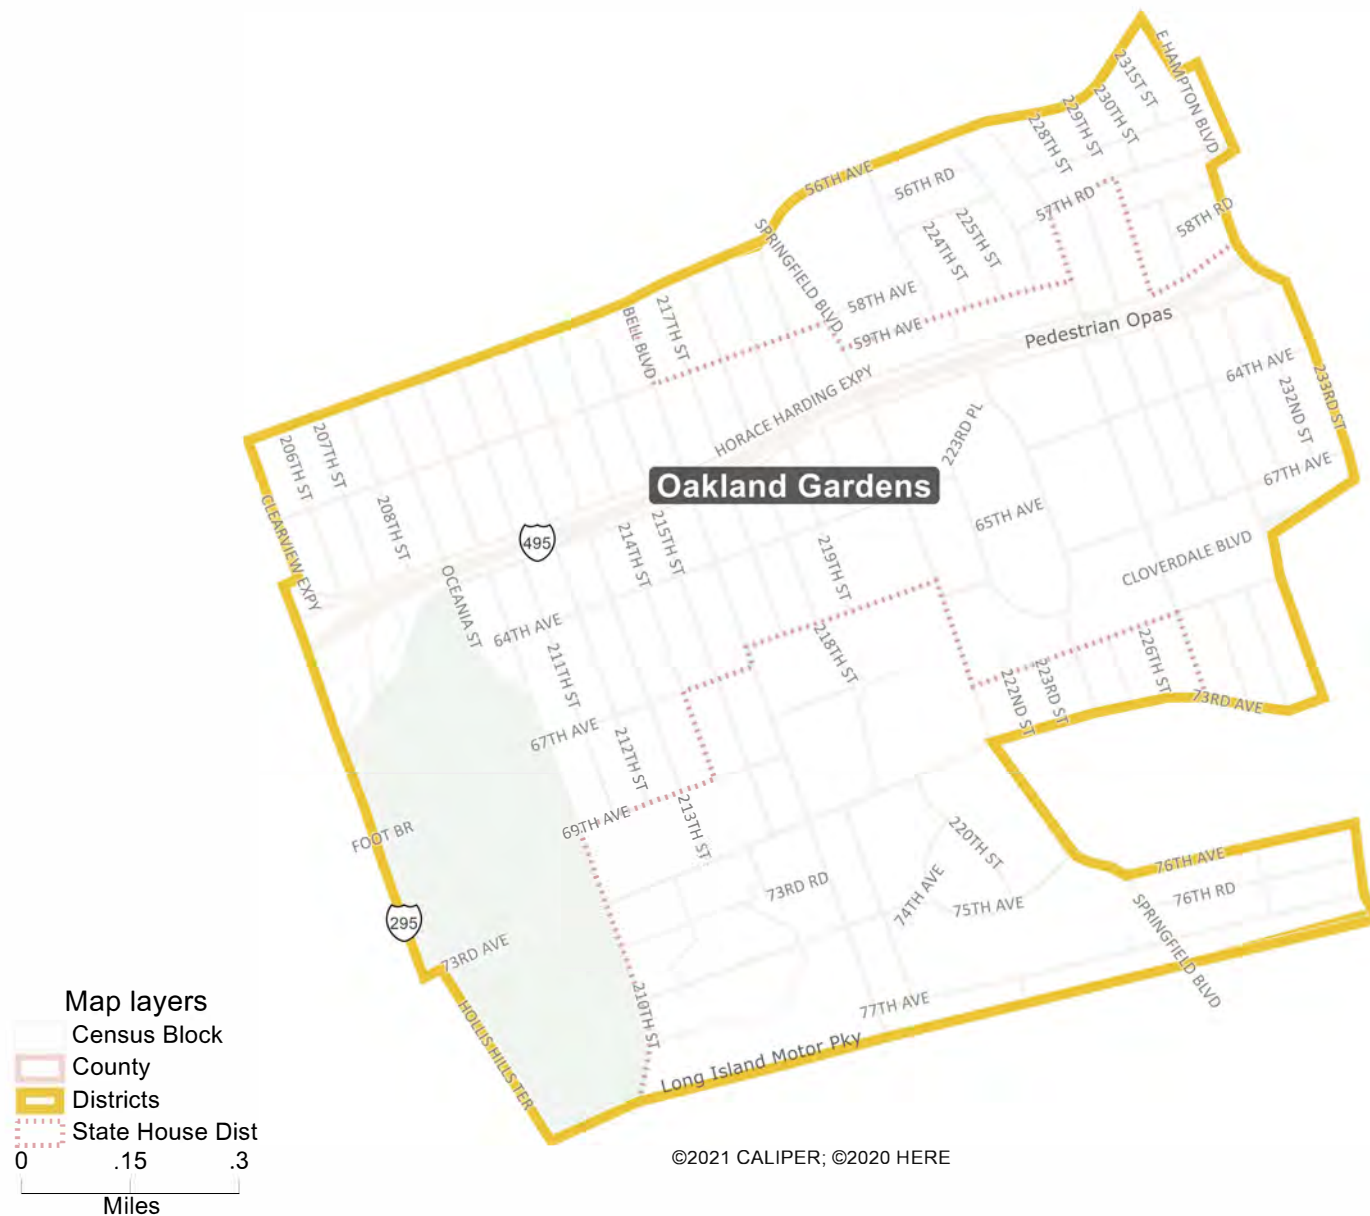 E HAMPTON BLVD
231ST ST
230TH ST
229TH ST
228TH ST
56TH AVE
56TH RD
57TH RD
58TH RD
225TH ST
224TH ST
SPRINGFIELD BLVD
58TH AVE
59TH AVE
217TH ST
BELL BLVD
Pedestrian Opas
64TH AVE
233RD ST
232ND ST
HORACE HARDING EXPY
223RD PL
207TH ST
206TH ST
67TH AVE
Oakland Gardens
CLEARVIEW EXPY
208TH ST
495
214TH ST
215TH ST
65TH AVE
219TH ST
CLOVERDALE BLVD
OCEANIA ST
64TH AVE
211TH ST
218TH ST
226TH ST
223RD ST
222ND ST
73RD AVE
67TH AVE
212TH ST
213TH ST
69TH AVE
FOOT BR
220TH ST
76TH AVE
73RD RD
74TH AVE
75TH AVE
76TH RD
295
73RD AVE
SPRINGFIELD BLVD
210TH ST
77TH AVE
HOLLIS HILLS TER
Long Island Motor Pky
Map layers
Census Block
County
Districts
State House Dist
0 .15 .3
Miles
©2021 CALIPER; ©2020 HERE